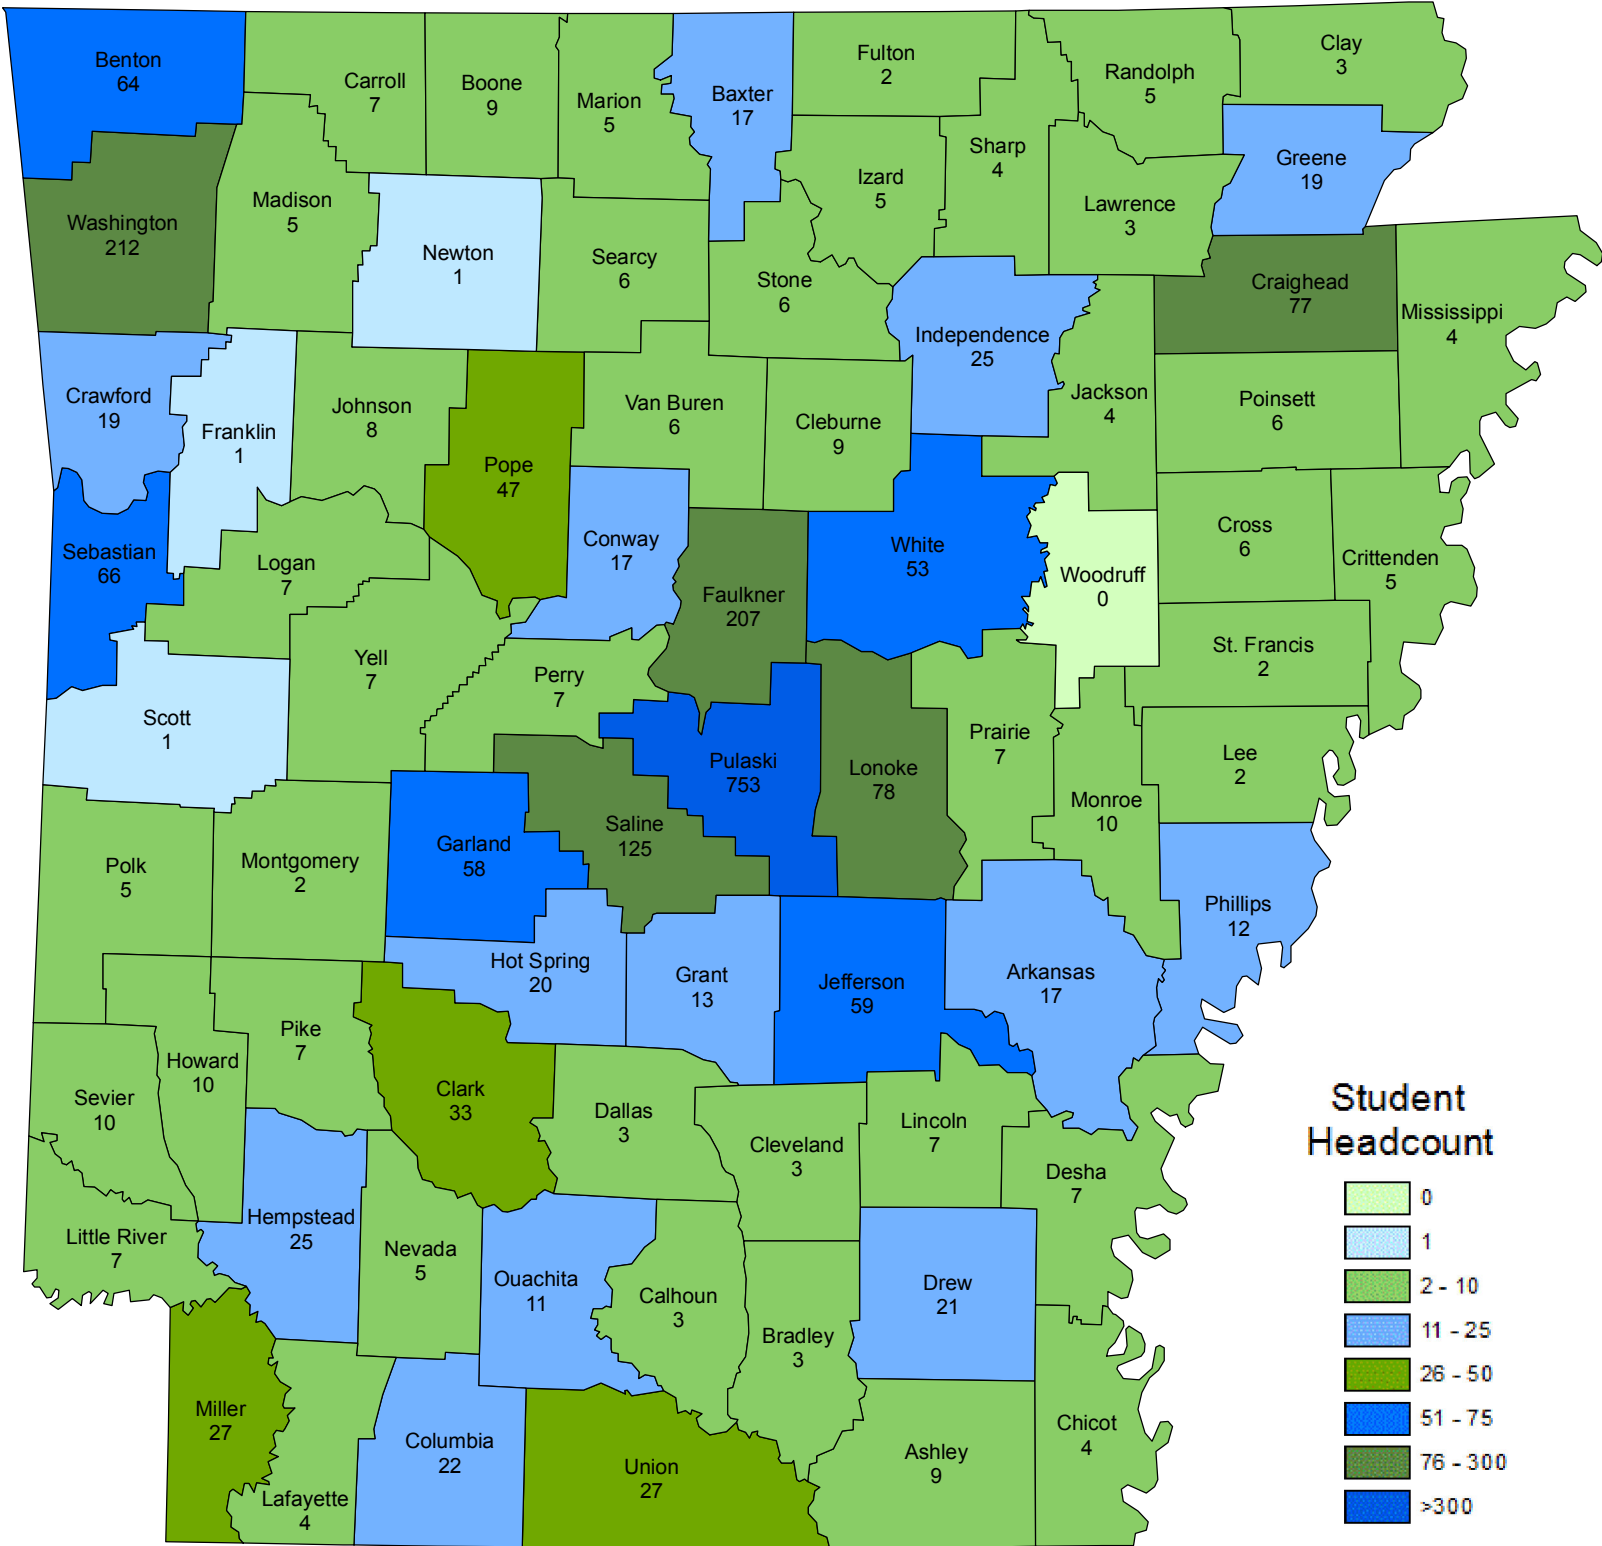 Benton
64
Carroll
7
Boone
9
Marion
5
Baxter
17
Fulton
2
Randolph
5
Clay
3
Sharp
4
Greene
19
Izard
5
Lawrence
3
Washington
212
Madison
5
Newton
1
Searcy
6
Stone
6
Independence
25
Craighead
77
Mississippi
4
Crawford
19
Franklin
1
Johnson
8
Pope
47
Van Buren
6
Cleburne
9
Jackson
4
Poinsett
6
Sebastian
66
Logan
7
Conway
17
Faulkner
207
White
53
Woodruff
0
Cross
6
Crittenden
5
Scott
1
Yell
7
Perry
7
Pulaski
753
Lonoke
78
Prairie
7
St. Francis
2
Lee
2
Monroe
10
Polk
5
Montgomery
2
Garland
58
Saline
125
Phillips
12
Hot Spring
20
Grant
13
Jefferson
59
Arkansas
17
Pike
7
Howard
10
Sevier
10
Clark
33
Dallas
3
Cleveland
3
Lincoln
7
Desha
7
Little River
7
Hempstead
25
Nevada
5
Ouachita
11
Calhoun
3
Bradley
3
Drew
21
Miller
27
Lafayette
4
Columbia
22
Union
27
Ashley
9
Chicot
4
Student
Headcount
0
1
2 - 10
11 - 25
26 - 50
51 - 75
76 - 300
>300